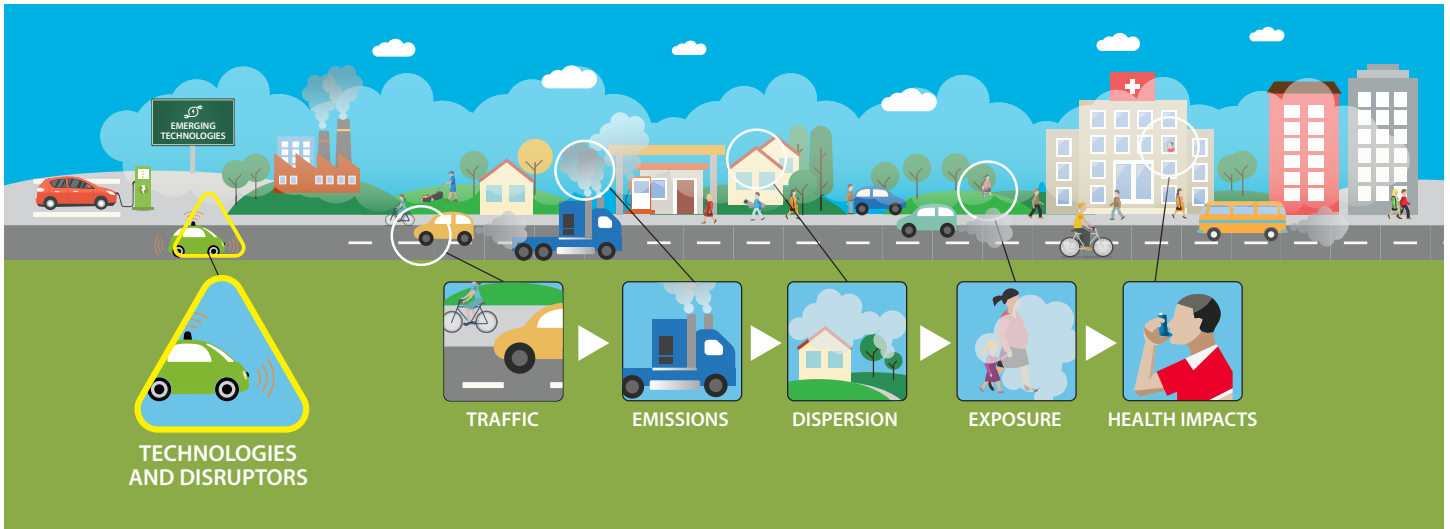 EMERGING
TECHNOLOGIES
TRAFFIC
EMISSIONS
DISPERSION
EXPOSURE
HEALTH IMPACTS
TECHNOLOGIES
AND DISRUPTORS